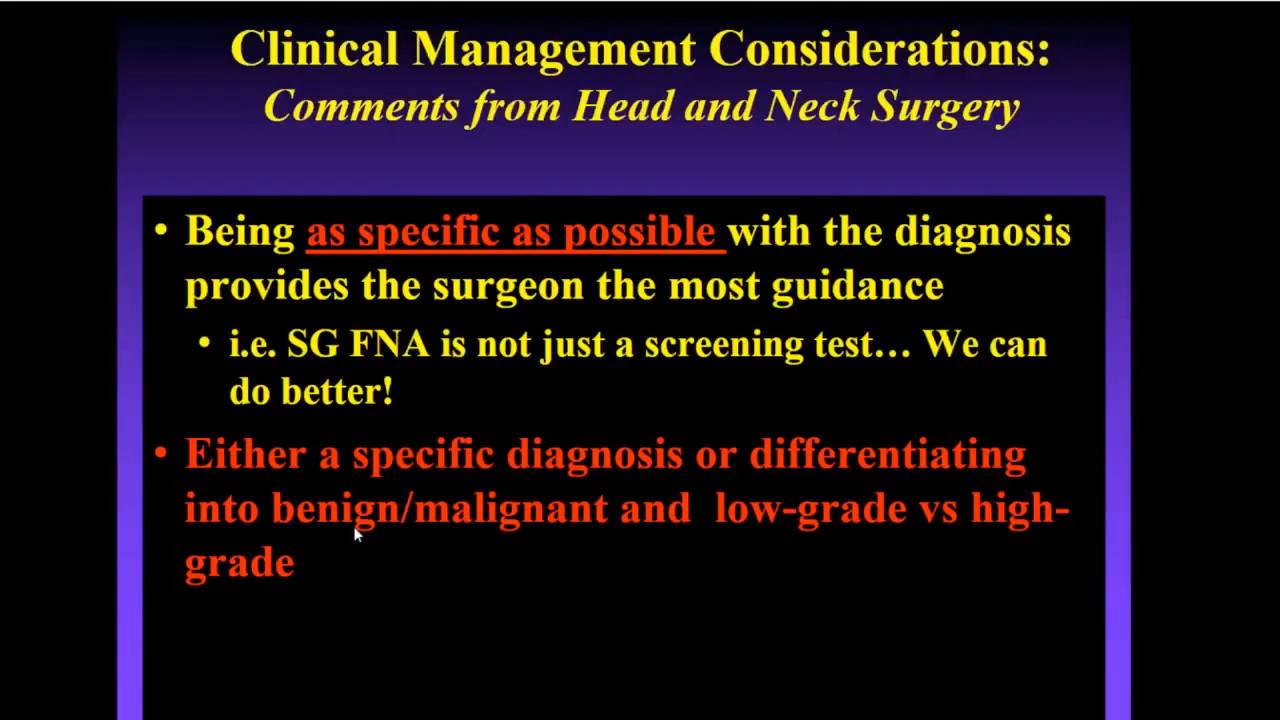 Clinical Management Considerations:
Comments from Head and Neck Surgery
• Being as specific as possible with the diagnosis
provides the surgeon the most guidance
• i.e. SG FNA is not just a screening test… We can
do better!
• Either a specific diagnosis or differentiating
into benign/malignant and low-grade vs high-
grade